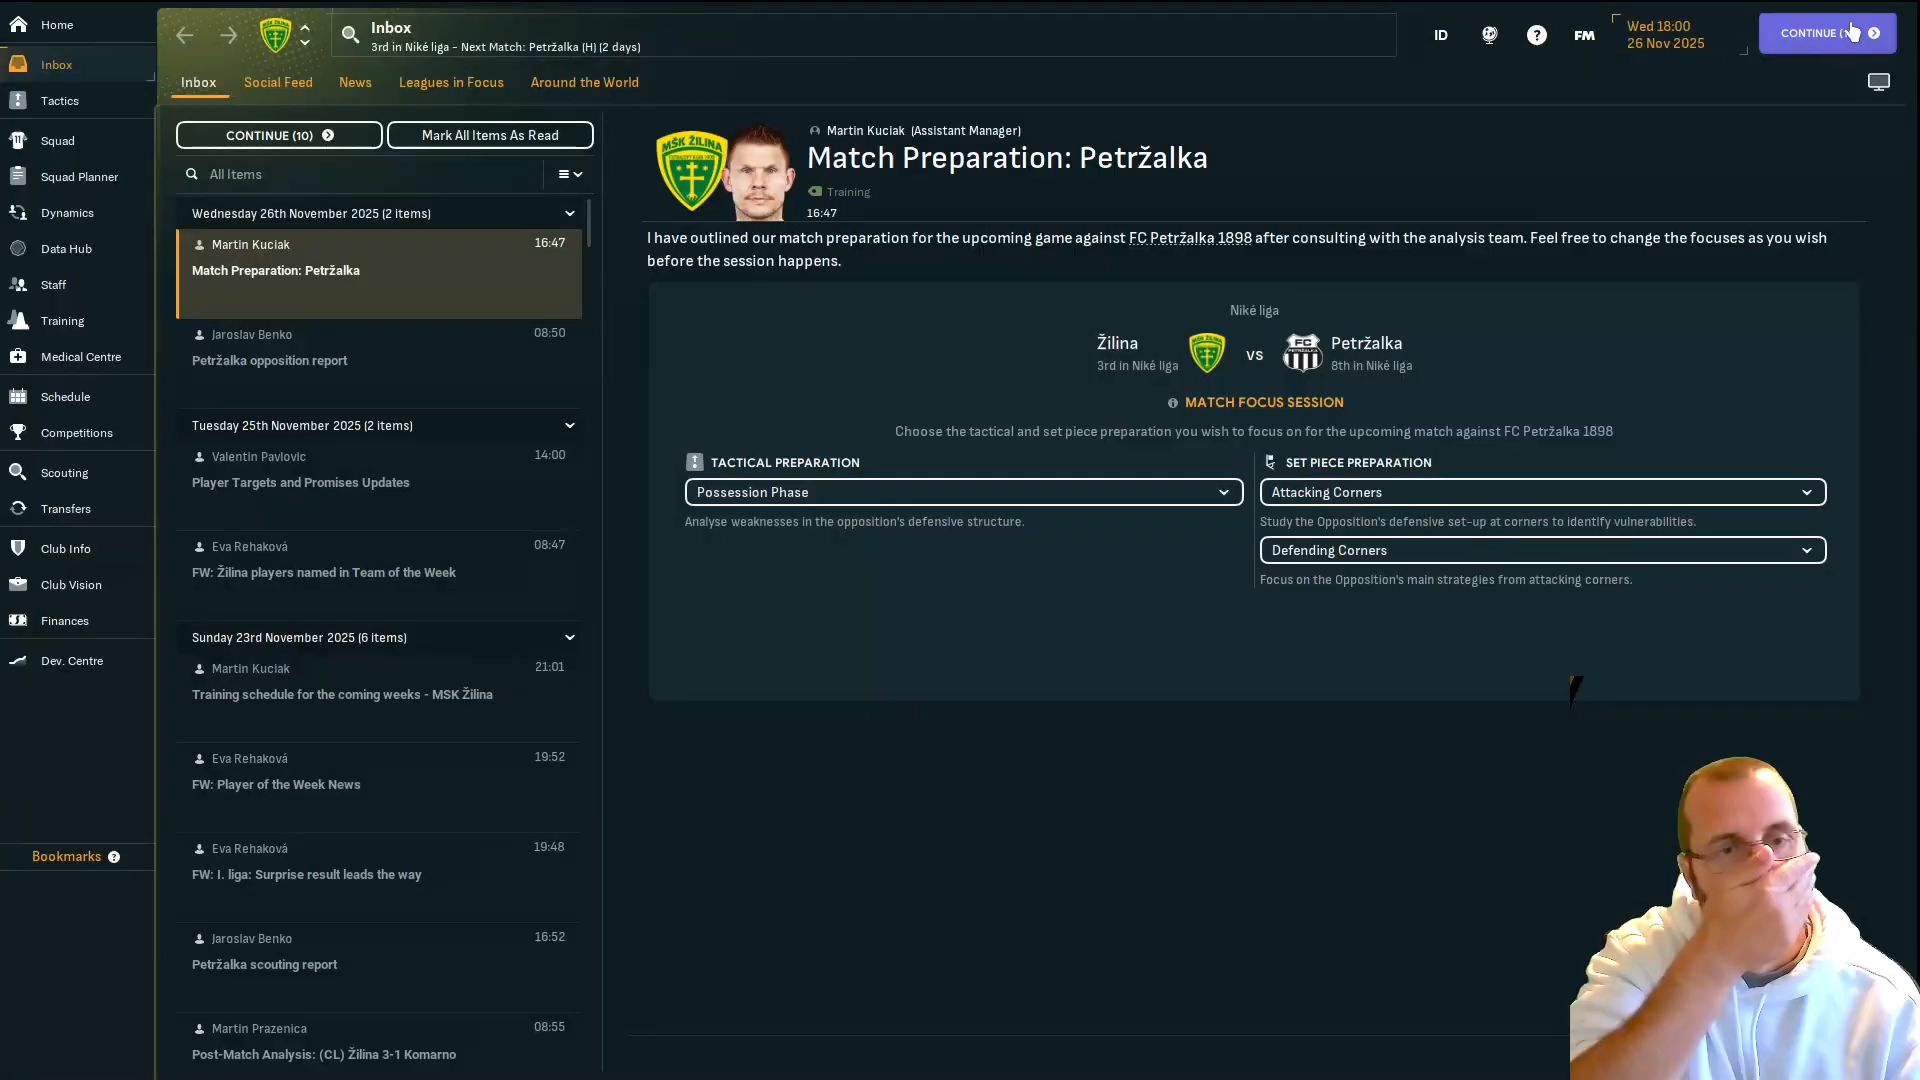 Home
Inbox
Tactics
Squad
Squad Planner
Dynamics
Data Hub
Staff
Training
Medical Centre
Schedule
Competitions
Scouting
Transfers
Club Info
Club Vision
Finances
Dev. Centre
Bookmarks ?
Inbox
3rd in Niké liga - Next Match: Petržalka (H) (2 days)
ID
?
FM
Wed 18:00
26 Nov 2025
CONTINUE (
Inbox
Social Feed
News
Leagues in Focus
Around the World
CONTINUE (10)
Mark All Items As Read
All Items
Wednesday 26th November 2025 (2 items)
Martin Kuciak 16:47
Match Preparation: Petržalka
Jaroslav Benko 08:50
Petržalka opposition report
Tuesday 25th November 2025 (2 items)
Valentin Pavlovic 14:00
Player Targets and Promises Updates
Eva Rehaková 08:47
FW: Žilina players named in Team of the Week
Sunday 23rd November 2025 (6 items)
Martin Kuciak 21:01
Training schedule for the coming weeks - MSK Žilina
Eva Rehaková 19:52
FW: Player of the Week News
Eva Rehaková 19:48
FW: I. liga: Surprise result leads the way
Jaroslav Benko 16:52
Petržalka scouting report
Martin Prazenica 08:55
Post-Match Analysis: (CL) Žilina 3-1 Komarno
MŠK ŽILINA
Martin Kuciak (Assistant Manager)
Match Preparation: Petržalka
Training
16:47
I have outlined our match preparation for the upcoming game against FC Petržalka 1898 after consulting with the analysis team. Feel free to change the focuses as you wish
before the session happens.
Niké liga
Žilina
3rd in Niké liga
VS
Petržalka
8th in Niké liga
MATCH FOCUS SESSION
Choose the tactical and set piece preparation you wish to focus on for the upcoming match against FC Petržalka 1898
TACTICAL PREPARATION
Possession Phase
Analyse weaknesses in the opposition's defensive structure.
SET PIECE PREPARATION
Attacking Corners
Study the Opposition's defensive set-up at corners to identify vulnerabilities.
Defending Corners
Focus on the Opposition's main strategies from attacking corners.